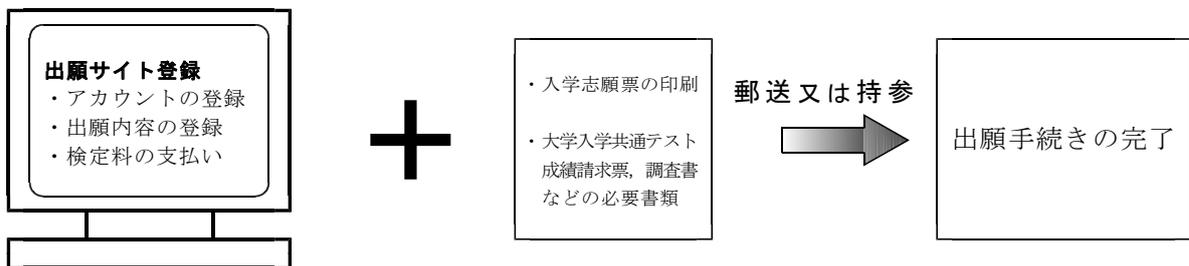 出願サイト登録
・アカウントの登録
・出願内容の登録
・検定料の支払い
・入学志願票の印刷
・大学入学共通テスト
成績請求票，調査書
などの必要書類
郵送又は持参
出願手続きの完了